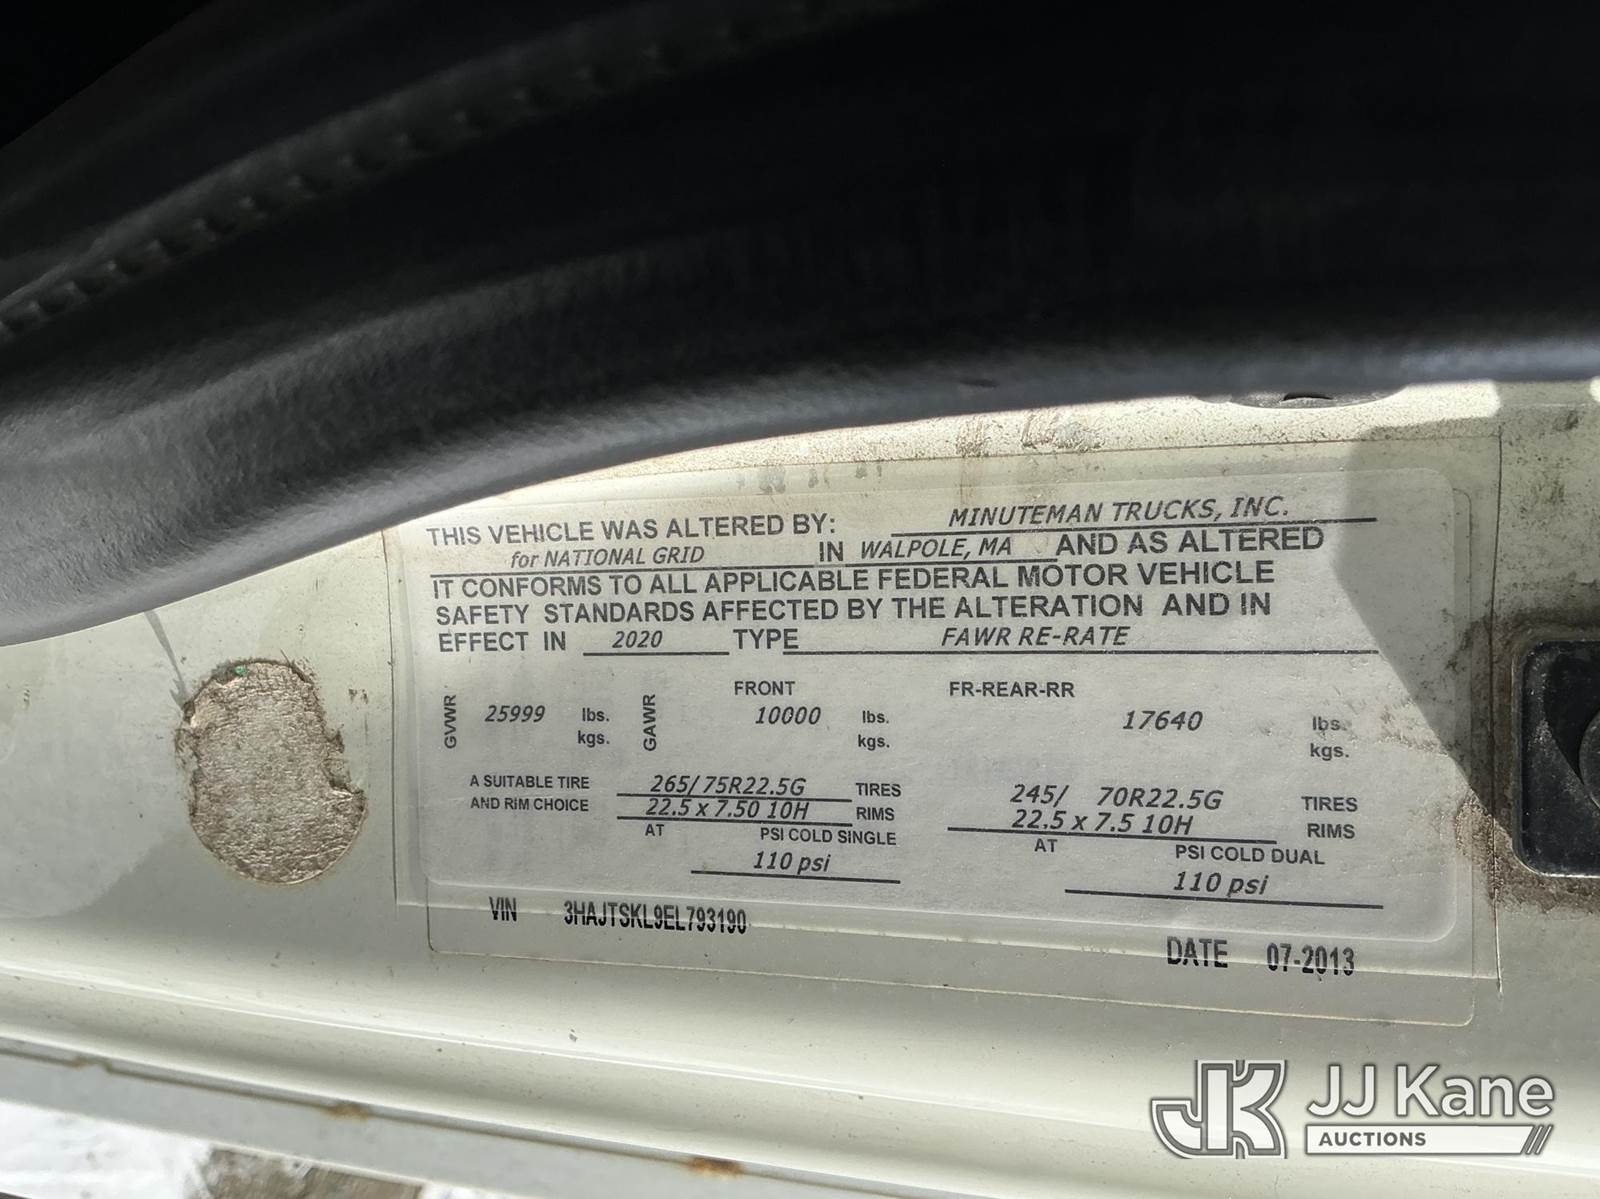 THIS VEHICLE WAS ALTERED BY: MINUTEMAN TRUCKS, INC.
for NATIONAL GRID IN WALPOLE, MA AND AS ALTERED
IT CONFORMS TO ALL APPLICABLE FEDERAL MOTOR VEHICLE
SAFETY STANDARDS AFFECTED BY THE ALTERATION AND IN
EFFECT IN 2020 TYPE FAWR RE-RATE
FRONT FR-REAR-RR
GVWR 25999 lbs. GAWR 10000 lbs. 17640 lbs.
kgs. kgs. kgs.
A SUITABLE TIRE 265/75R22.5G TIRES 245/ 70R22.5G TIRES
AND RIM CHOICE 22.5 x 7.50 10H RIMS 22.5 x 7.5 10H RIMS
AT PSI COLD SINGLE AT PSI COLD DUAL
110 psi 110 psi
VIN 3HAJTSKL9EL793190 DATE 07-2013
JK JJ Kane
AUCTIONS